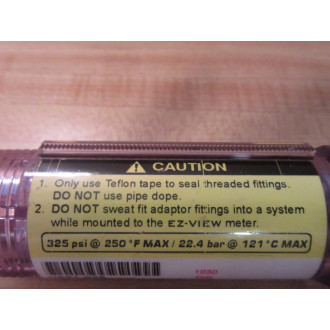 CAUTION
1. Only use Teflon tape to seal threaded fittings.
DO NOT use pipe dope.
2. DO NOT sweat fit adaptor fittings into a system
while mounted to the EZ-VIEW meter.
325 psi @ 250 °F MAX / 22.4 bar @ 121°C MAX
1030